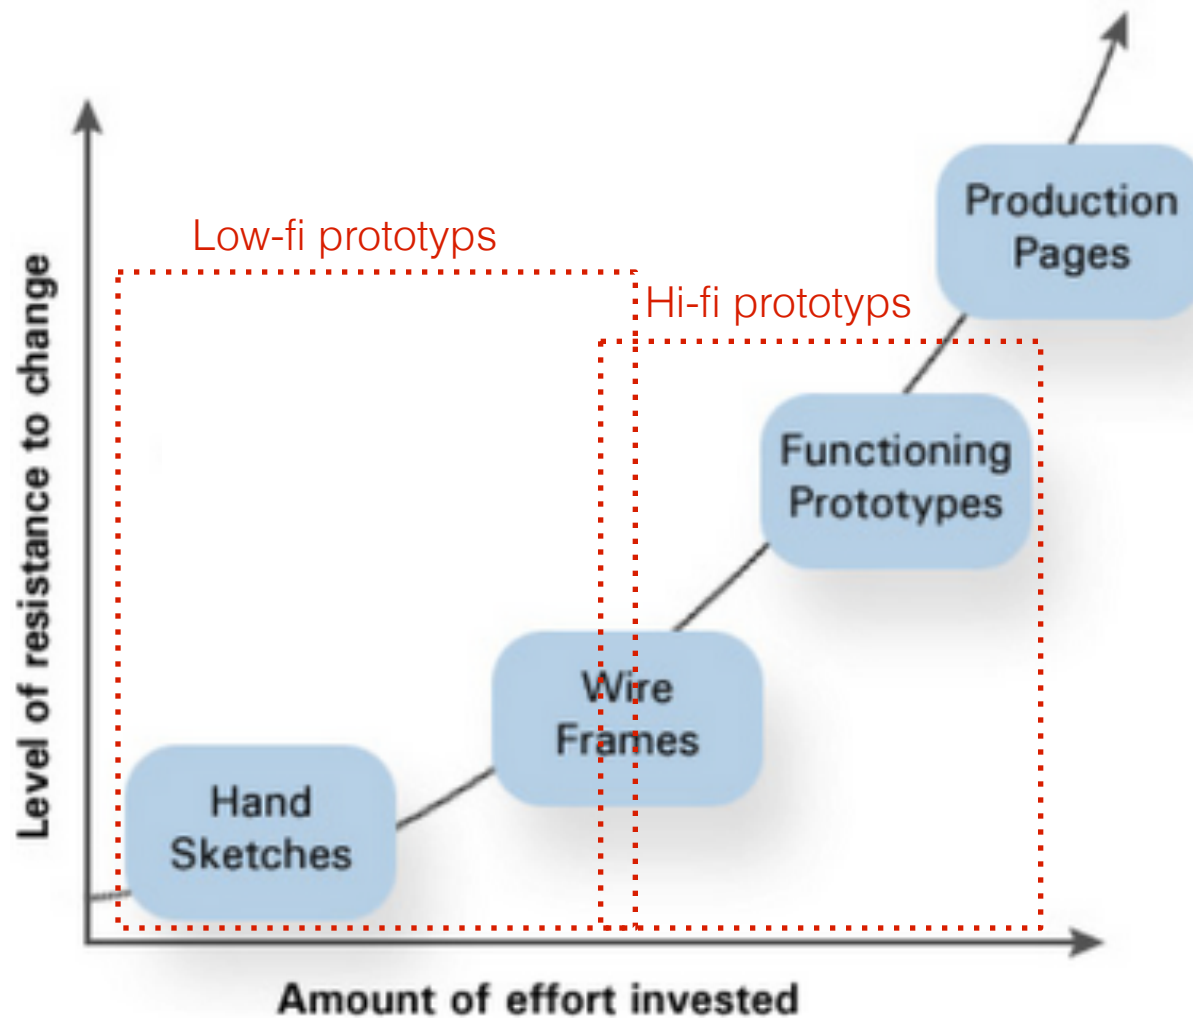 Low-fi prototyps
Hi-fi prototyps
Production
Pages
Functioning
Prototypes
Wire
Frames
Hand
Sketches
Level of resistance to change
Amount of effort invested